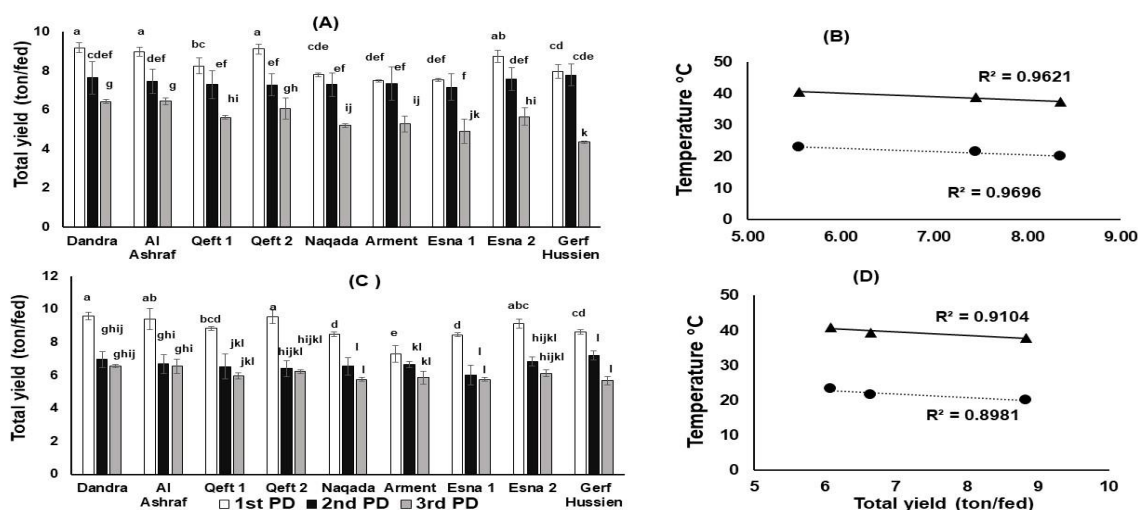 (A)
Total yield (ton/fed)
10
8
6
4
2
0
a cdef g
a def g
bc ef hi
a ef gh
cde ef ij
def ef ij
def f jk
ab def hi
cd cde k
Dandra Al Ashraf Qeft 1 Qeft 2 Naqada Arment Esna 1 Esna 2 Gerf Hussien
(B)
Temperature °C
50
40
30
20
10
0
R² = 0.9621
R² = 0.9696
5.00 6.00 7.00 8.00 9.00
(C )
Total yield (ton/fed)
12
10
8
6
4
2
0
a ghij ghij
ab ghi ghi
bcd jkl jkl
a hijkl hijkl
d l l
e kl kl
d l l
abc hijkl hijkl
cd l l
Dandra Al Ashraf Qeft 1 Qeft 2 Naqada Arment Esna 1 Esna 2 Gerf Hussien
1st PD 2nd PD 3rd PD
(D)
Temperature °C
50
40
30
20
10
0
R² = 0.9104
R² = 0.8981
5 6 7 8 9 10
Total yield (ton/fed)